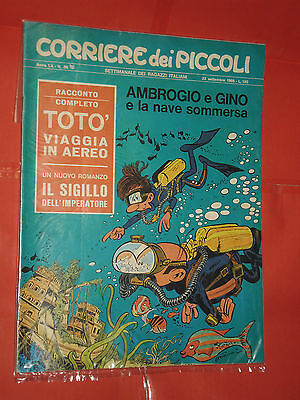 CORRIERE dei PICCOLI
SETTIMANALE DEI RAGAZZI ITALIANI
22 settembre 1968
RACCONTO
COMPLETO
TOTO'
VIAGGIA
IN AEREO
UN NUOVO ROMANZO
IL SIGILLO
DELL'IMPERATORE
AMBROGIO e GINO
e la nave sommersa